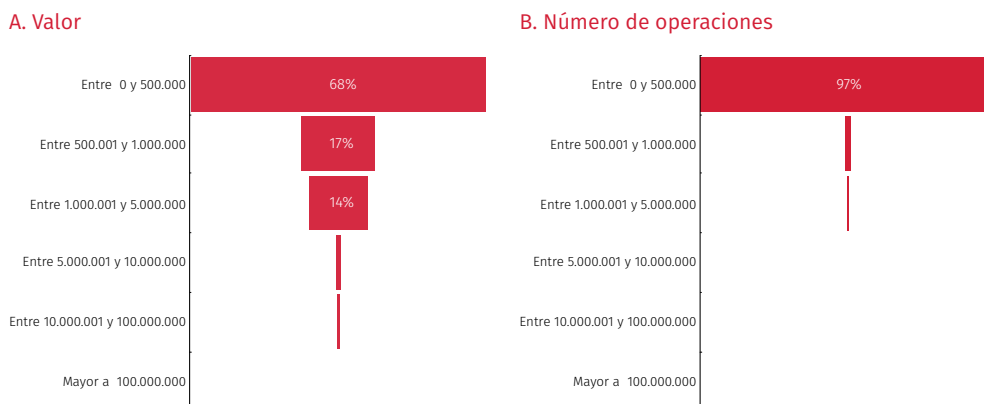 A. Valor
Entre 0 y 500.000
68%
Entre 500.001 y 1.000.000
17%
Entre 1.000.001 y 5.000.000
14%
Entre 5.000.001 y 10.000.000
Entre 10.000.001 y 100.000.000
Mayor a 100.000.000
B. Número de operaciones
Entre 0 y 500.000
97%
Entre 500.001 y 1.000.000
Entre 1.000.001 y 5.000.000
Entre 5.000.001 y 10.000.000
Entre 10.000.001 y 100.000.000
Mayor a 100.000.000